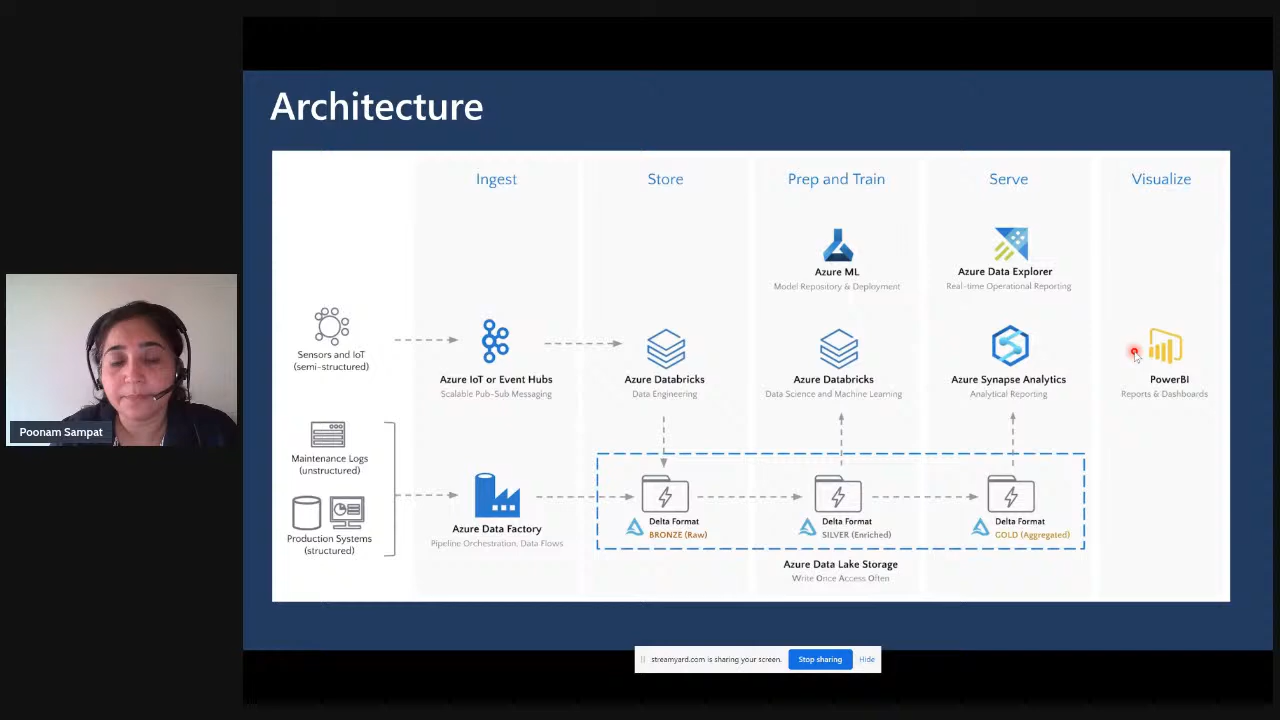 Architecture
Ingest
Store
Prep and Train
Serve
Visualize
Azure ML
Model Repository & Deployment
Azure Data Explorer
Real-time Operational Reporting
Sensors and IoT
(semi-structured)
Azure IoT or Event Hubs
Scalable Pub-Sub Messaging
Azure Databricks
Data Engineering
Azure Databricks
Data Science and Machine Learning
Azure Synapse Analytics
Analytical Reporting
PowerBI
Reports & Dashboards
Poonam Sampat
Maintenance Logs
(unstructured)
Production Systems
(structured)
Azure Data Factory
Pipeline Orchestration, Data Flows
Delta Format
BRONZE (Raw)
Delta Format
SILVER (Enriched)
Delta Format
GOLD (Aggregated)
Azure Data Lake Storage
Write Once Access Often
streamyard.com is sharing your screen.
Stop sharing
Hide